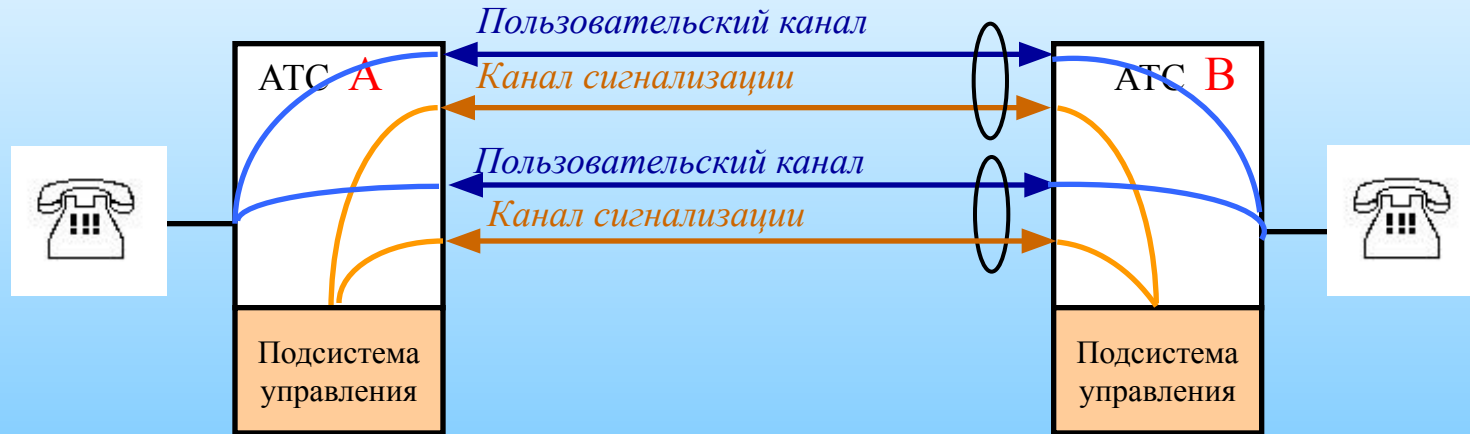 Пользовательский канал
АТС А
Канал сигнализации
АТС В
Пользовательский канал
Канал сигнализации
Подсистема
управления
Подсистема
управления